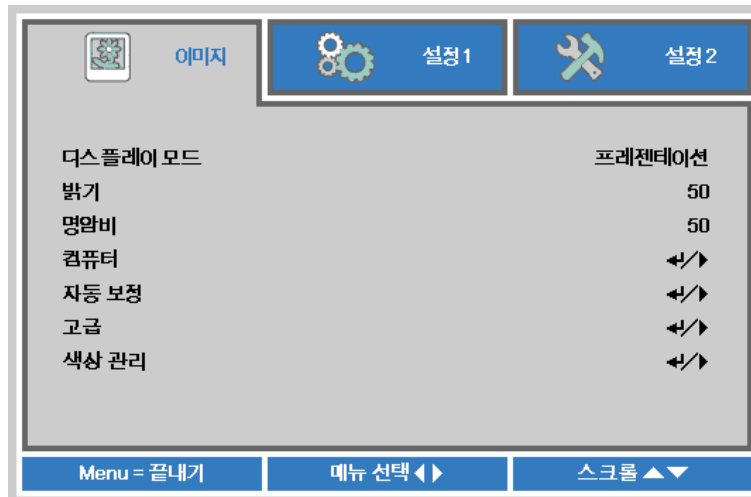 이미지 설정 1 설정 2
디스플레이 모드 프레젠테이션
밝기 50
명암비 50
컴퓨터 ↵/▶
자동 보정 ↵/▶
고급 ↵/▶
색상 관리 ↵/▶
Menu = 끝내기 메뉴 선택 ◀▶ 스크롤 ▲▼